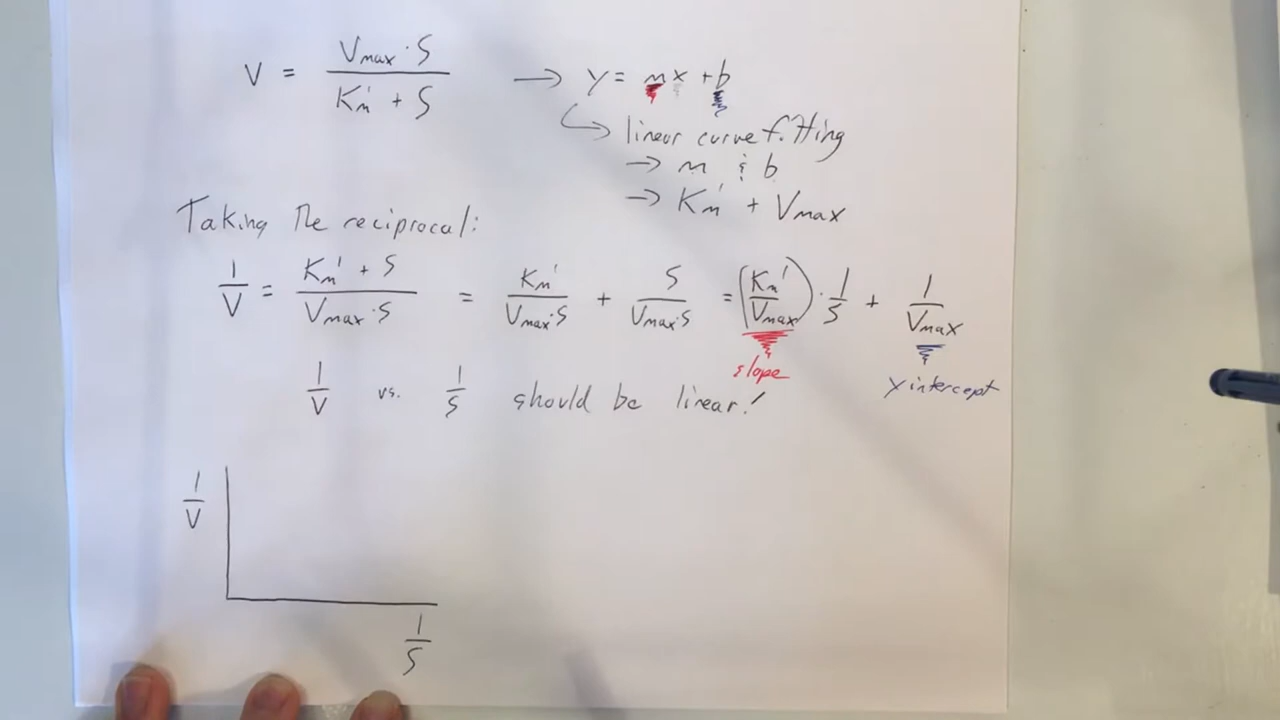 V = Vmax · S / Km' + S → y = mx + b
↳ linear curve fitting
→ m & b
→ Km' + Vmax
Taking the reciprocal:
1/V = Km' + S / Vmax · S = Km' / Vmax·S + S / Vmax·S = (Km' / Vmax) · 1/S + 1/Vmax
slope
y intercept
1/V vs. 1/S should be linear!
1/V
1/S